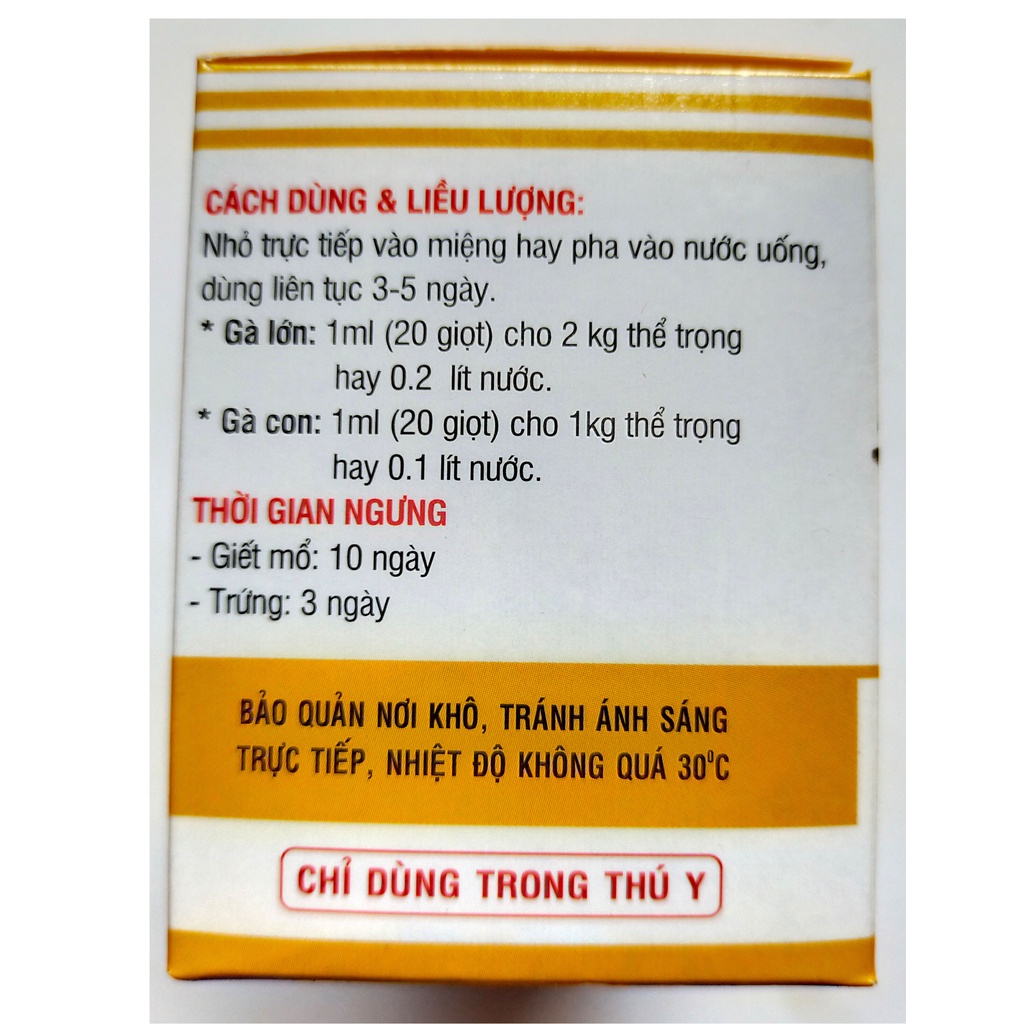 CÁCH DÙNG & LIỀU LƯỢNG:
Nhỏ trực tiếp vào miệng hay pha vào nước uống,
dùng liên tục 3-5 ngày.
* Gà lớn: 1ml (20 giọt) cho 2 kg thể trọng
hay 0.2 lít nước.
* Gà con: 1ml (20 giọt) cho 1kg thể trọng
hay 0.1 lít nước.
THỜI GIAN NGƯNG
- Giết mổ: 10 ngày
- Trứng: 3 ngày
BẢO QUẢN NƠI KHÔ, TRÁNH ÁNH SÁNG
TRỰC TIẾP, NHIỆT ĐỘ KHÔNG QUÁ 30⁰C
CHỈ DÙNG TRONG THÚ Y